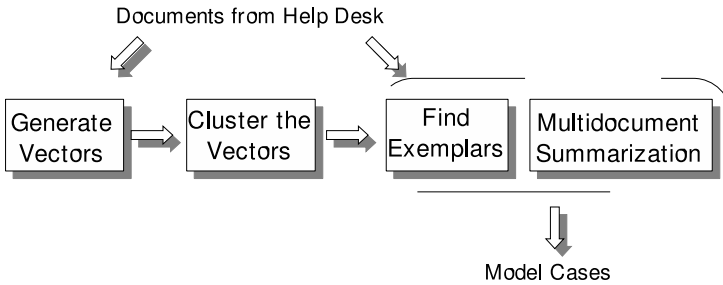 Documents from Help Desk
Generate
Vectors
Cluster the
Vectors
Find
Exemplars
Multidocument
Summarization
Model Cases